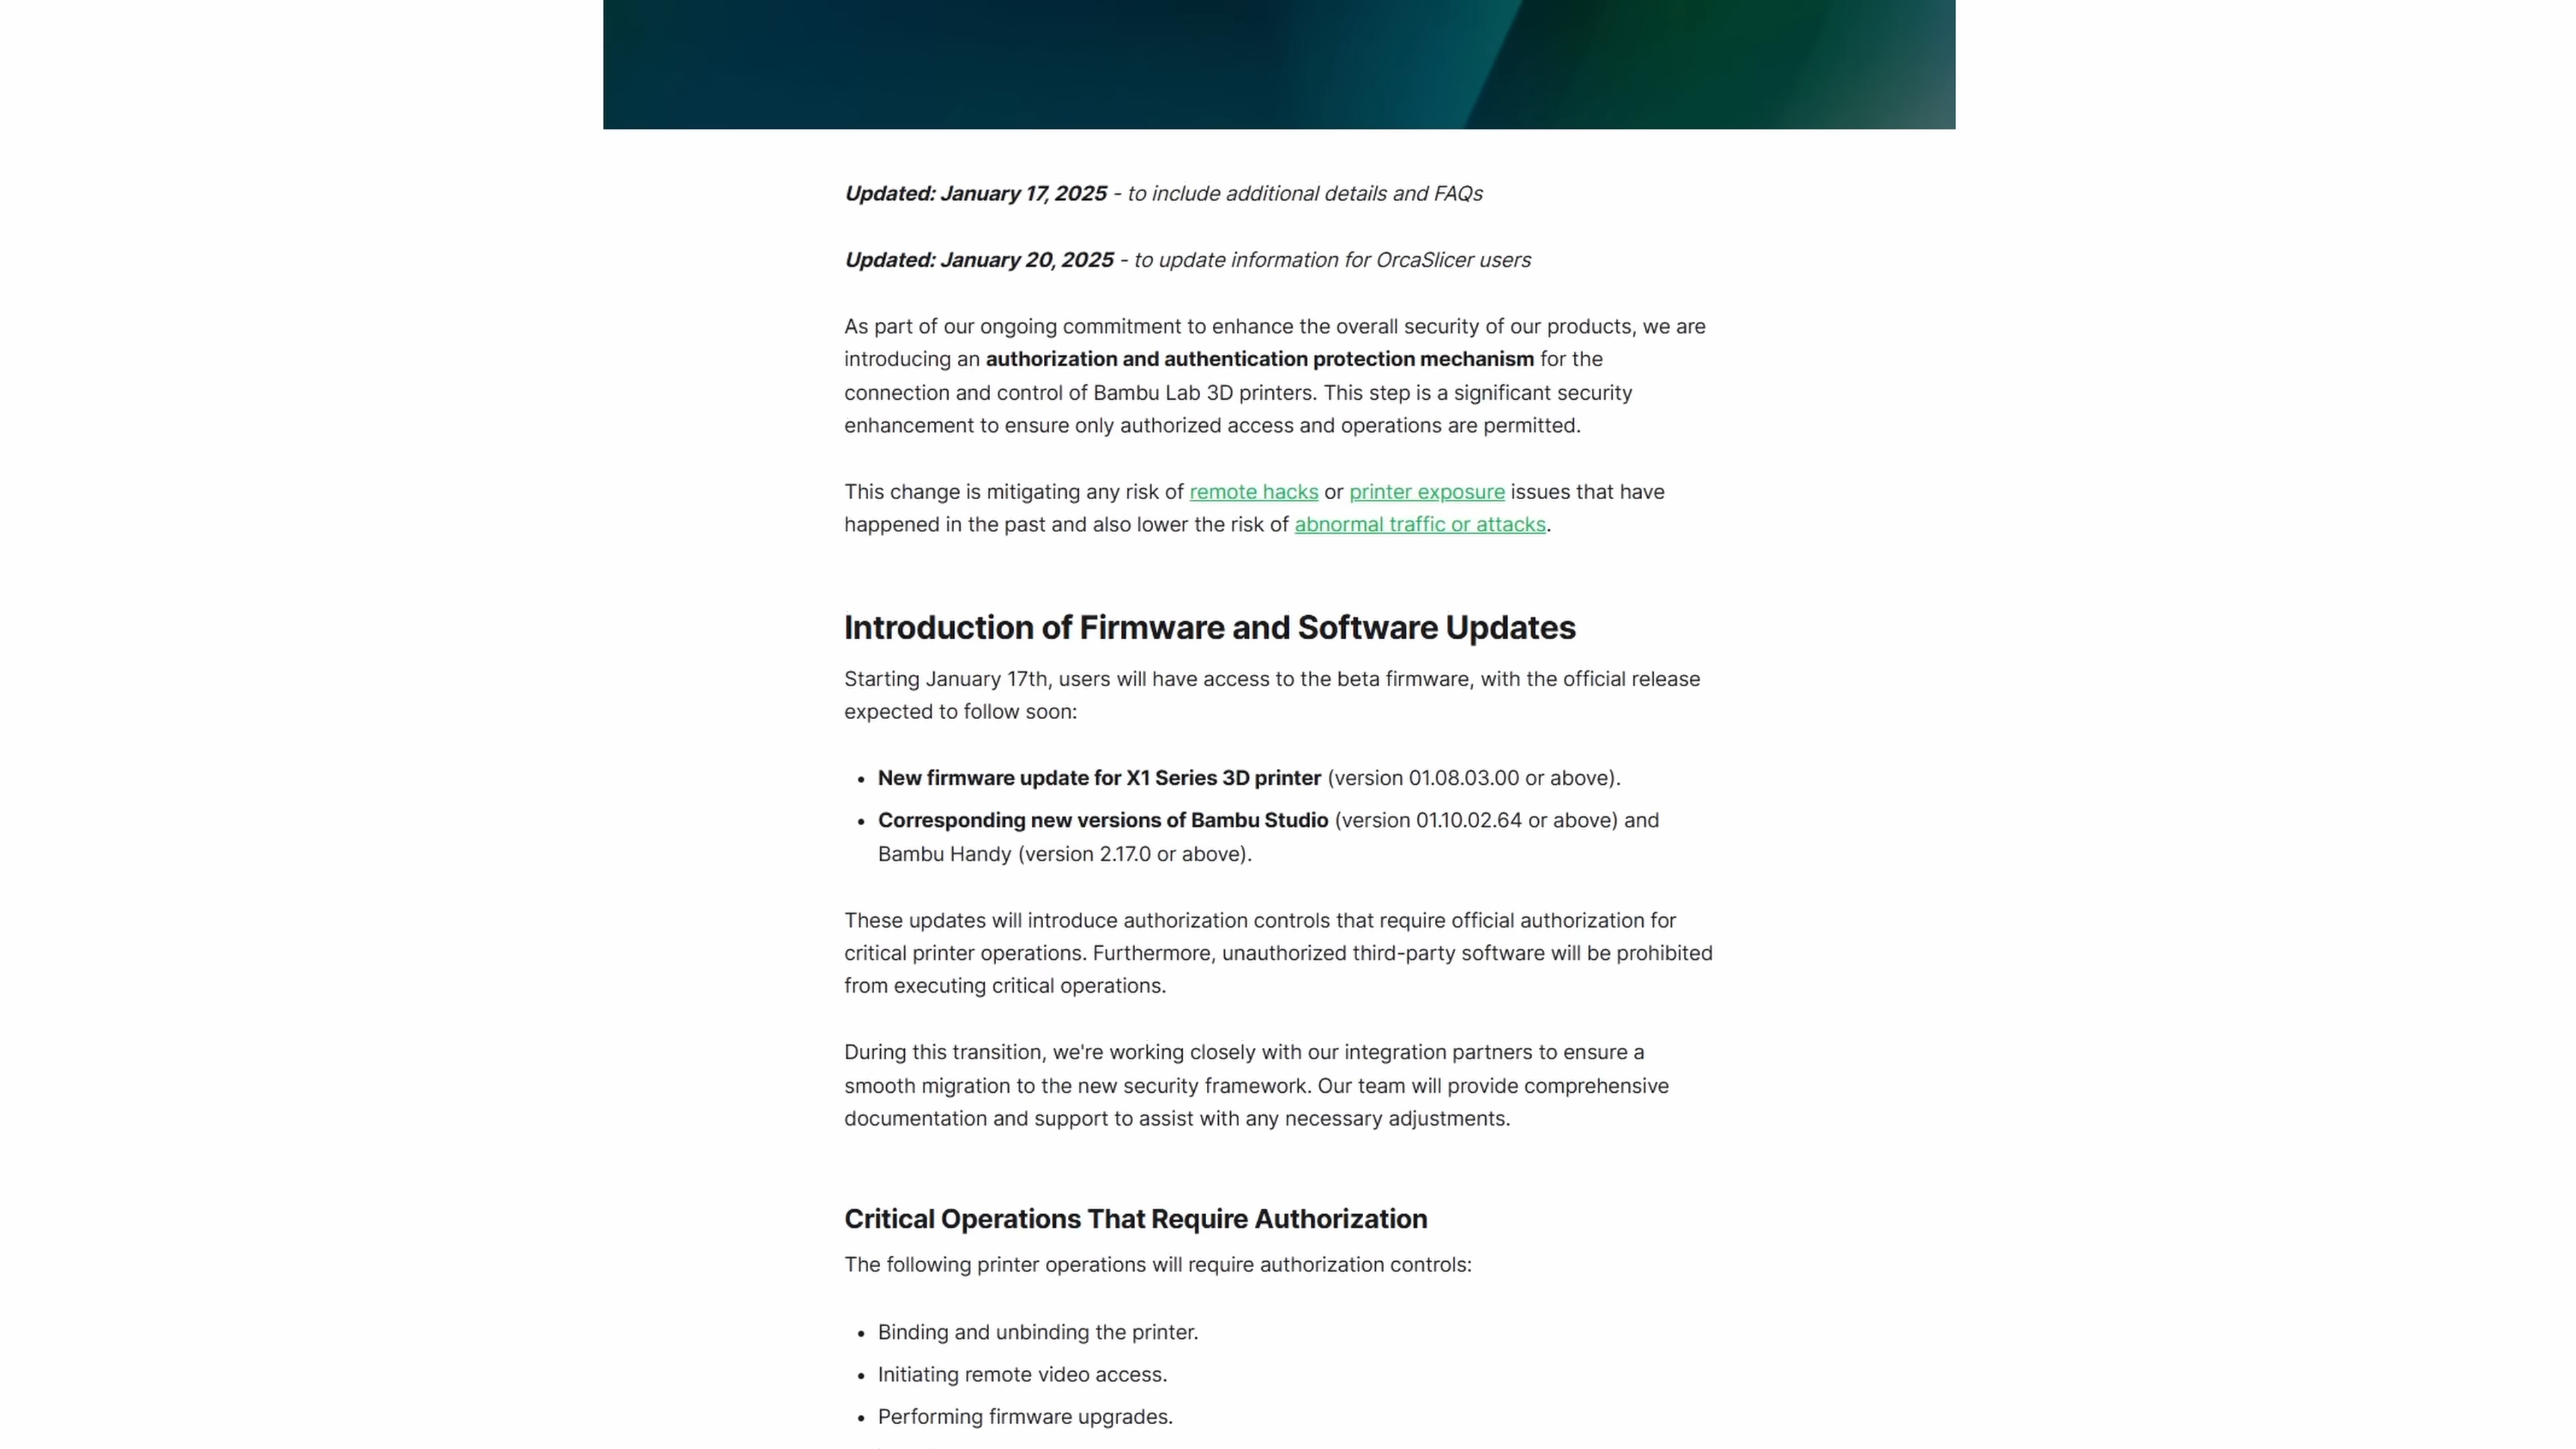 Updated: January 17, 2025 - to include additional details and FAQs
Updated: January 20, 2025 - to update information for OrcaSlicer users
As part of our ongoing commitment to enhance the overall security of our products, we are
introducing an authorization and authentication protection mechanism for the
connection and control of Bambu Lab 3D printers. This step is a significant security
enhancement to ensure only authorized access and operations are permitted.
This change is mitigating any risk of remote hacks or printer exposure issues that have
happened in the past and also lower the risk of abnormal traffic or attacks.
Introduction of Firmware and Software Updates
Starting January 17th, users will have access to the beta firmware, with the official release
expected to follow soon:
• New firmware update for X1 Series 3D printer (version 01.08.03.00 or above).
• Corresponding new versions of Bambu Studio (version 01.10.02.64 or above) and
Bambu Handy (version 2.17.0 or above).
These updates will introduce authorization controls that require official authorization for
critical printer operations. Furthermore, unauthorized third-party software will be prohibited
from executing critical operations.
During this transition, we're working closely with our integration partners to ensure a
smooth migration to the new security framework. Our team will provide comprehensive
documentation and support to assist with any necessary adjustments.
Critical Operations That Require Authorization
The following printer operations will require authorization controls:
• Binding and unbinding the printer.
• Initiating remote video access.
• Performing firmware upgrades.